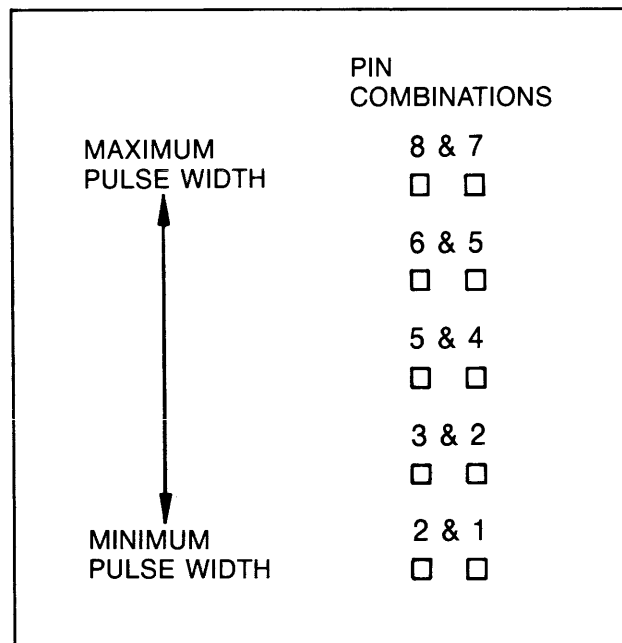 PIN
COMBINATIONS
MAXIMUM
PULSE WIDTH
8 & 7
6 & 5
5 & 4
3 & 2
MINIMUM
PULSE WIDTH
2 & 1